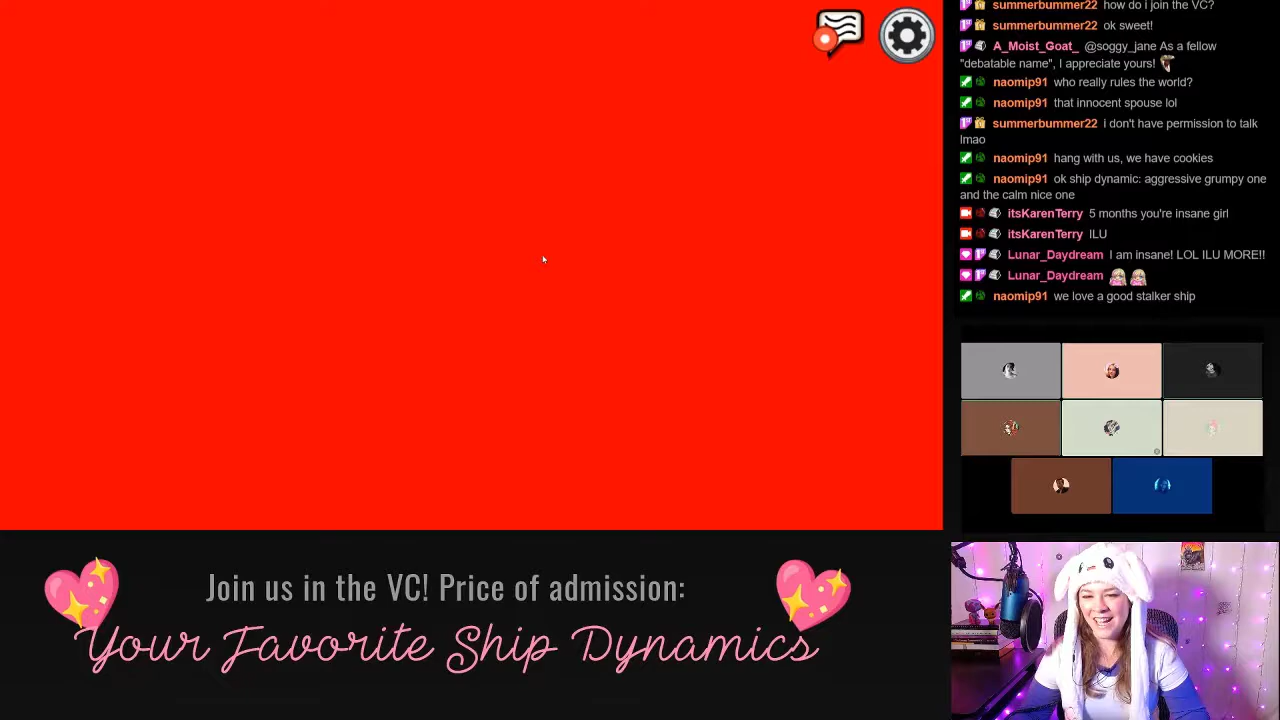 summerbummer22 how do i join the VC?
summerbummer22 ok sweet!
A_Moist_Goat_ @soggy_jane As a fellow
"debatable name", I appreciate yours!
naomip91 who really rules the world?
naomip91 that innocent spouse lol
summerbummer22 i don't have permission to talk
lmao
naomip91 hang with us, we have cookies
naomip91 ok ship dynamic: aggressive grumpy one
and the calm nice one
itsKarenTerry 5 months you're insane girl
itsKarenTerry ILU
Lunar_Daydream I am insane! LOL ILU MORE!!
Lunar_Daydream
naomip91 we love a good stalker ship
Join us in the VC! Price of admission:
Your Favorite Ship Dynamics